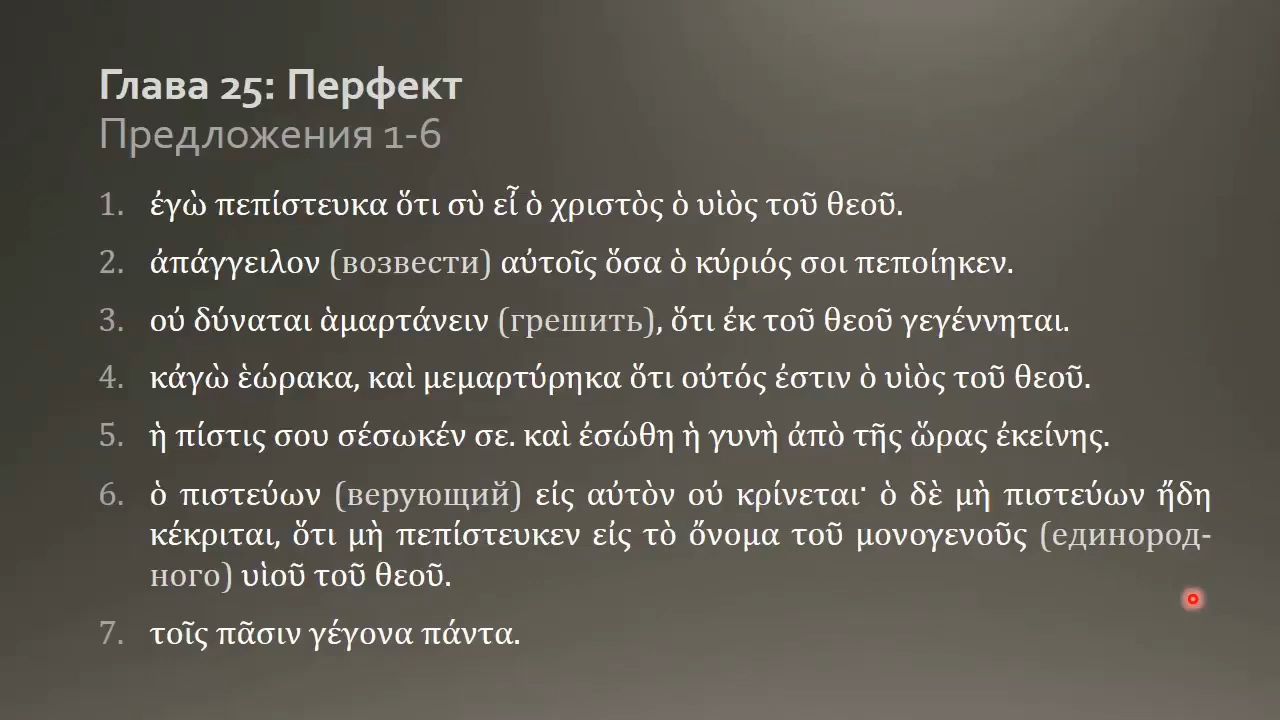 Глава 25: Перфект
Предложения 1-6
1. ἐγὼ πεπίστευκα ὅτι σὺ εἶ ὁ χριστὸς ὁ υἱὸς τοῦ θεοῦ.
2. ἀπάγγειλον (возвести) αὐτοῖς ὅσα ὁ κύριός σοι πεποίηκεν.
3. οὐ δύναται ἁμαρτάνειν (грешить), ὅτι ἐκ τοῦ θεοῦ γεγέννηται.
4. κἀγὼ ἑώρακα, καὶ μεμαρτύρηκα ὅτι οὗτός ἐστιν ὁ υἱὸς τοῦ θεοῦ.
5. ἡ πίστις σου σέσωκέν σε. καὶ ἐσώθη ἡ γυνὴ ἀπὸ τῆς ὥρας ἐκείνης.
6. ὁ πιστεύων (верующий) εἰς αὐτὸν οὐ κρίνεται· ὁ δὲ μὴ πιστεύων ἤδη
κέκριται, ὅτι μὴ πεπίστευκεν εἰς τὸ ὄνομα τοῦ μονογενοῦς (единород-
ного) υἱοῦ τοῦ θεοῦ.
7. τοῖς πᾶσιν γέγονα πάντα.